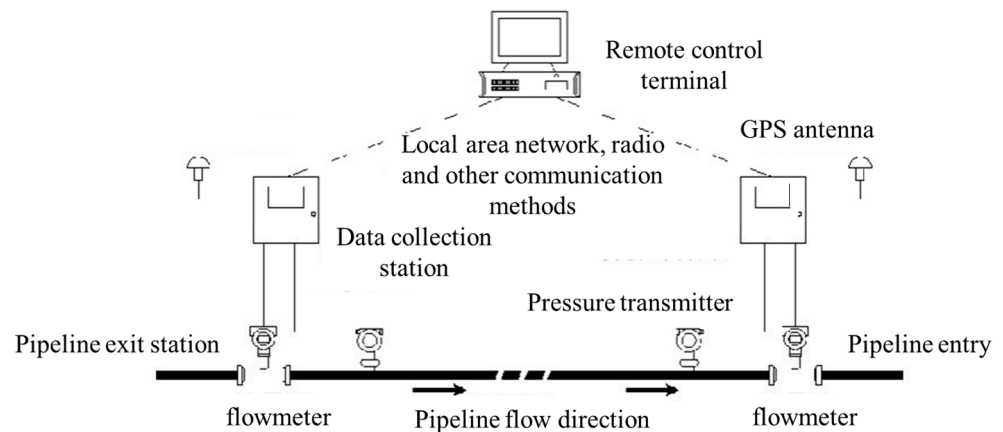 Remote control
terminal
GPS antenna
Local area network, radio
and other communication
methods
Data collection
station
Pressure transmitter
Pipeline exit station
Pipeline entry
flowmeter
Pipeline flow direction
flowmeter